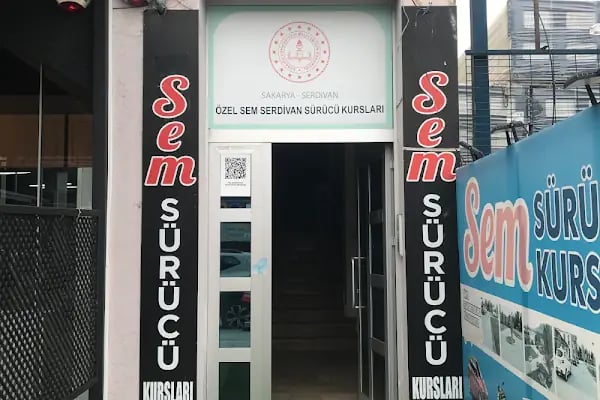 SAKARYA - SERDİVAN
ÖZEL SEM SERDİVAN SÜRÜCÜ KURSLARI
Sem
SÜRÜCÜ
KURSLARI
Sem
SÜRÜCÜ
KURSLARI
Sem
SÜRÜ
KURS